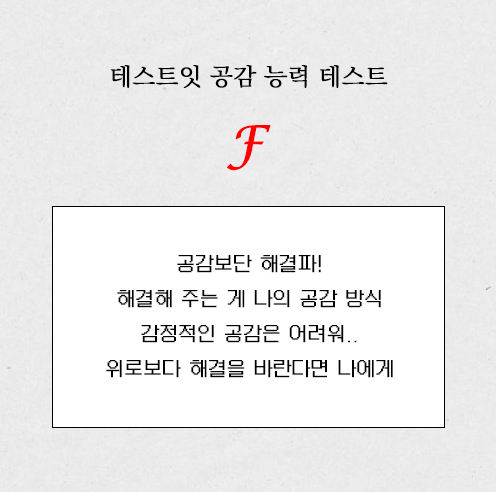 테스트잇 공감 능력 테스트
F
공감보단 해결파!
해결해 주는 게 나의 공감 방식
감정적인 공감은 어려워..
위로보다 해결을 바란다면 나에게